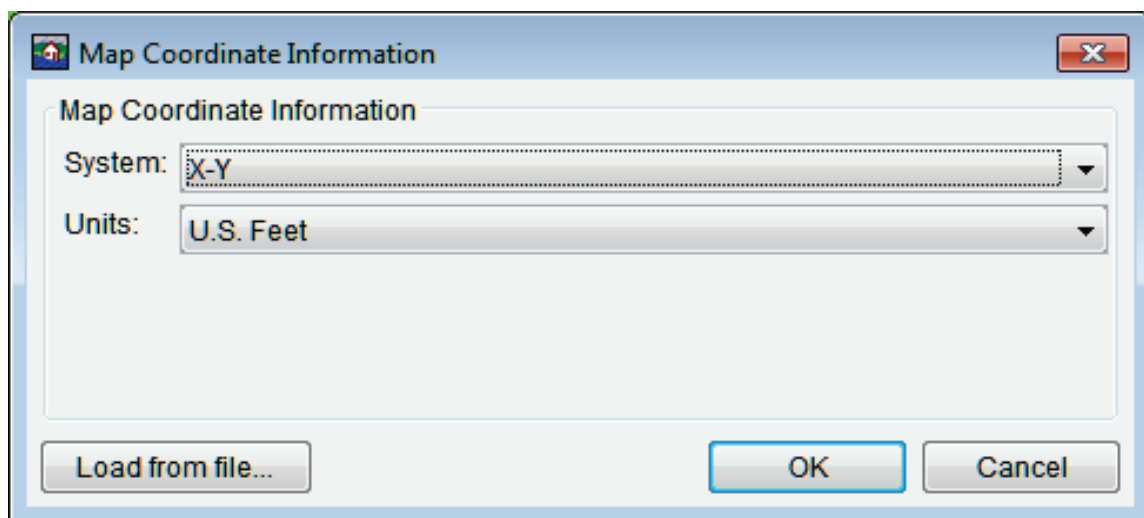 Map Coordinate Information
Map Coordinate Information
System: X-Y
Units: U.S. Feet
Load from file... OK Cancel